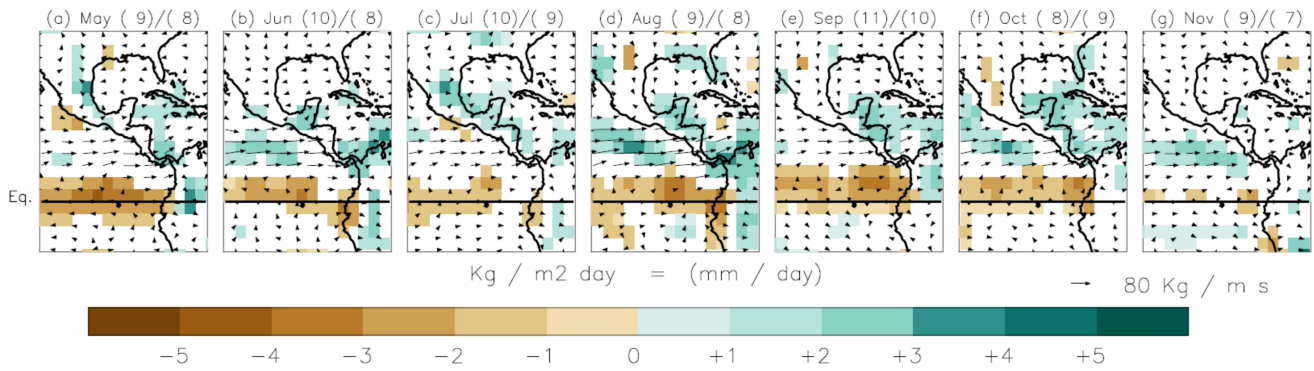 (a) May ( 9)/( 8) (b) Jun (10)/( 8) (c) Jul (10)/( 9) (d) Aug ( 9)/( 8) (e) Sep (11)/(10) (f) Oct ( 8)/( 9) (g) Nov ( 9)/( 7)
Eq.
Kg / m2 day = (mm / day)
80 Kg / m s
−5 −4 −3 −2 −1 0 +1 +2 +3 +4 +5